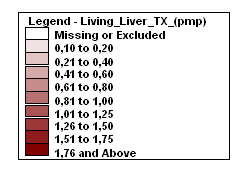 Legend - Living_Liver_TX_(pmp)
Missing or Excluded
0,10 to 0,20
0,21 to 0,40
0,41 to 0,60
0,61 to 0,80
0,81 to 1,00
1,01 to 1,25
1,26 to 1,50
1,51 to 1,75
1,76 and Above